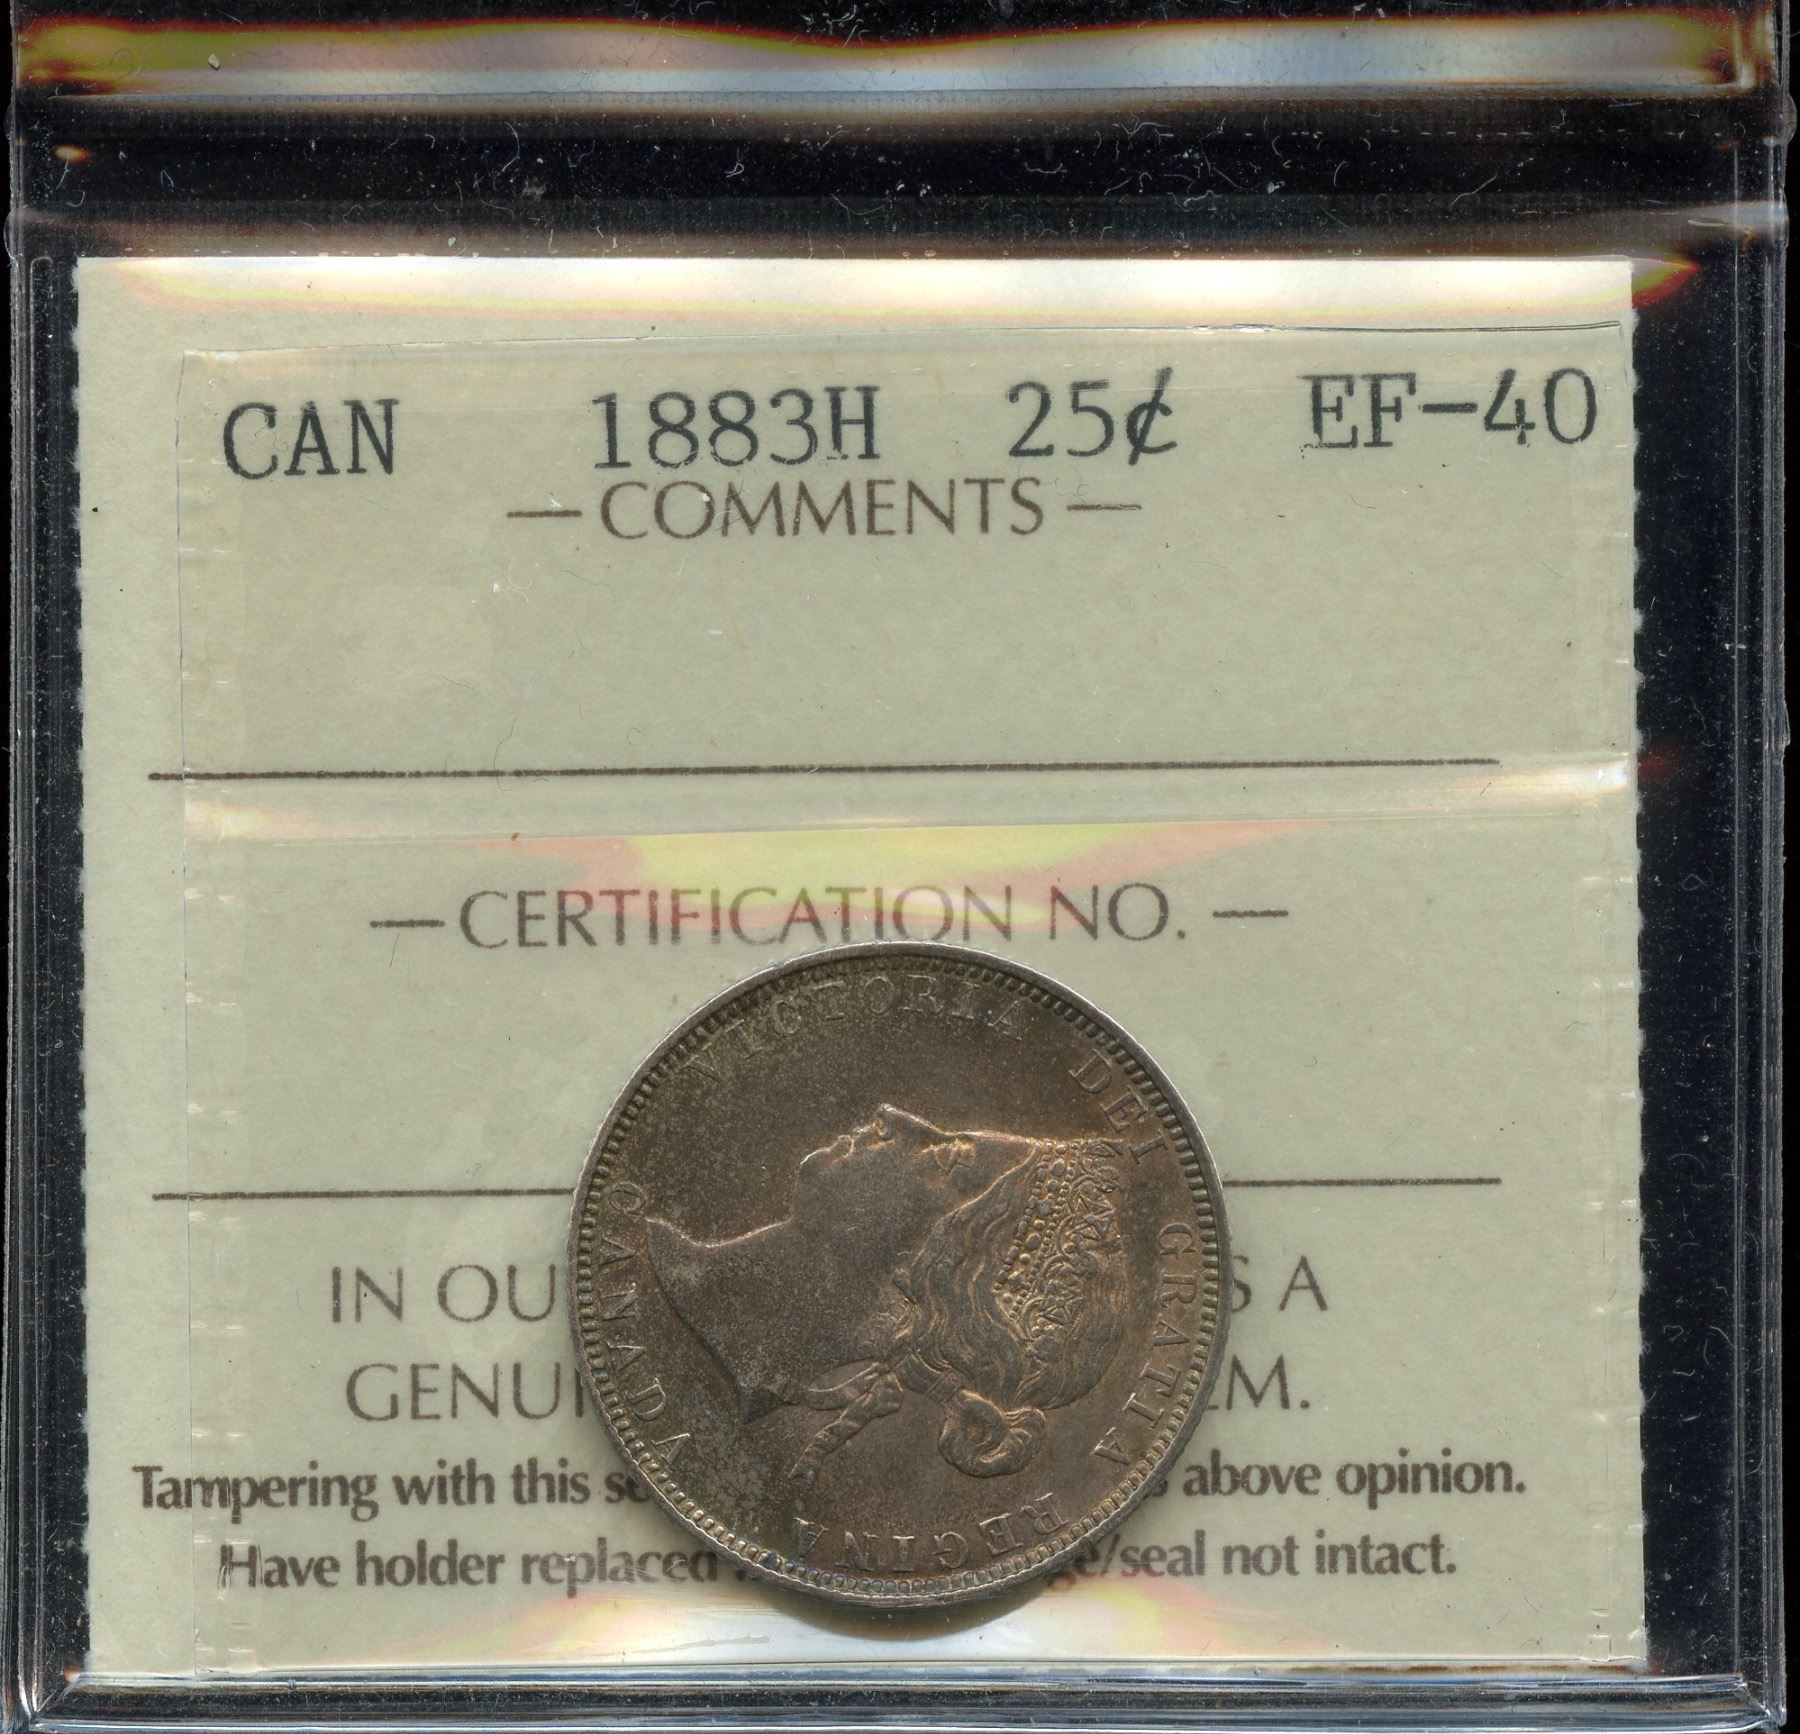 CAN 1883H 25¢ EF-40
— COMMENTS —
— CERTIFICATION NO. —
VICTORIA DEI GRATIA REGINA
CANADA
IN OU S A
GENUI EM.
Tampering with this se above opinion.
Have holder replaced e/seal not intact.